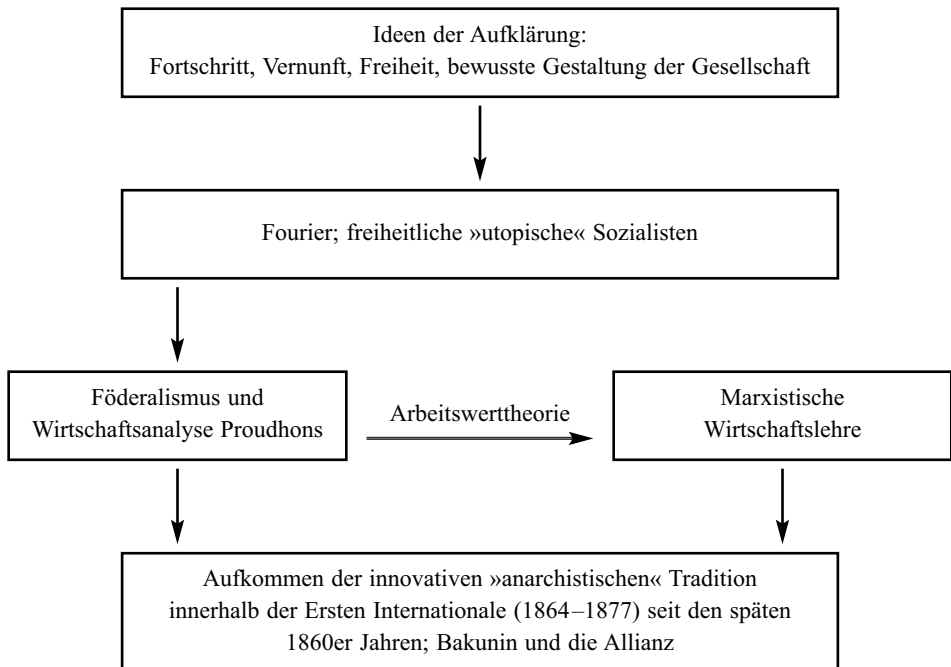 Ideen der Aufklärung:
Fortschritt, Vernunft, Freiheit, bewusste Gestaltung der Gesellschaft
Fourier; freiheitliche »utopische« Sozialisten
Föderalismus und
Wirtschaftsanalyse Proudhons
Arbeitswerttheorie
Marxistische
Wirtschaftslehre
Aufkommen der innovativen »anarchistischen« Tradition
innerhalb der Ersten Internationale (1864–1877) seit den späten
1860er Jahren; Bakunin und die Allianz